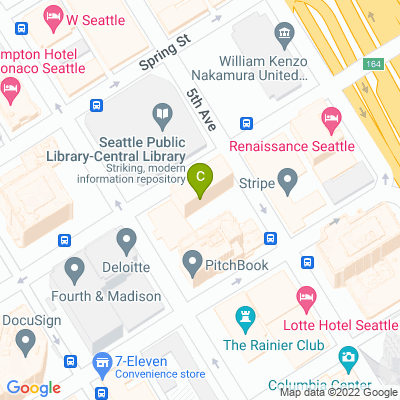 W Seattle
Spring St
William Kenzo
Nakamura United...
164
mpton Hotel
onaco Seattle
5th Ave
Seattle Public
Library-Central Library
Striking, modern
information repository
Renaissance Seattle
C
Stripe
Deloitte
PitchBook
Fourth & Madison
Lotte Hotel Seattle
DocuSign
The Rainier Club
7-Eleven
Convenience store
Columbia Center
Google
Map data ©2022 Google